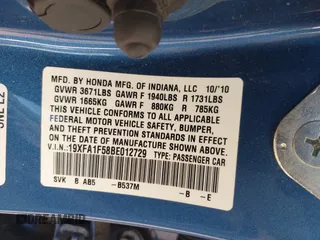 MFD. BY HONDA MFG. OF INDIANA, LLC 10/'10
GVWR 3671LBS GAWR F 1940LBS R 1731LBS
GVWR 1665KG GAWR F 880KG R 785KG
THIS VEHICLE CONFORMS TO ALL APPLICABLE
FEDERAL MOTOR VEHICLE SAFETY, BUMPER,
AND THEFT PREVENTION STANDARDS IN EFFECT
ON THE DATE OF MANUFACTURE SHOWN ABOVE.
V.I.N.:19XFA1F58BE012729 TYPE: PASSENGER CAR
SVK B AB5 -B537M -B -E